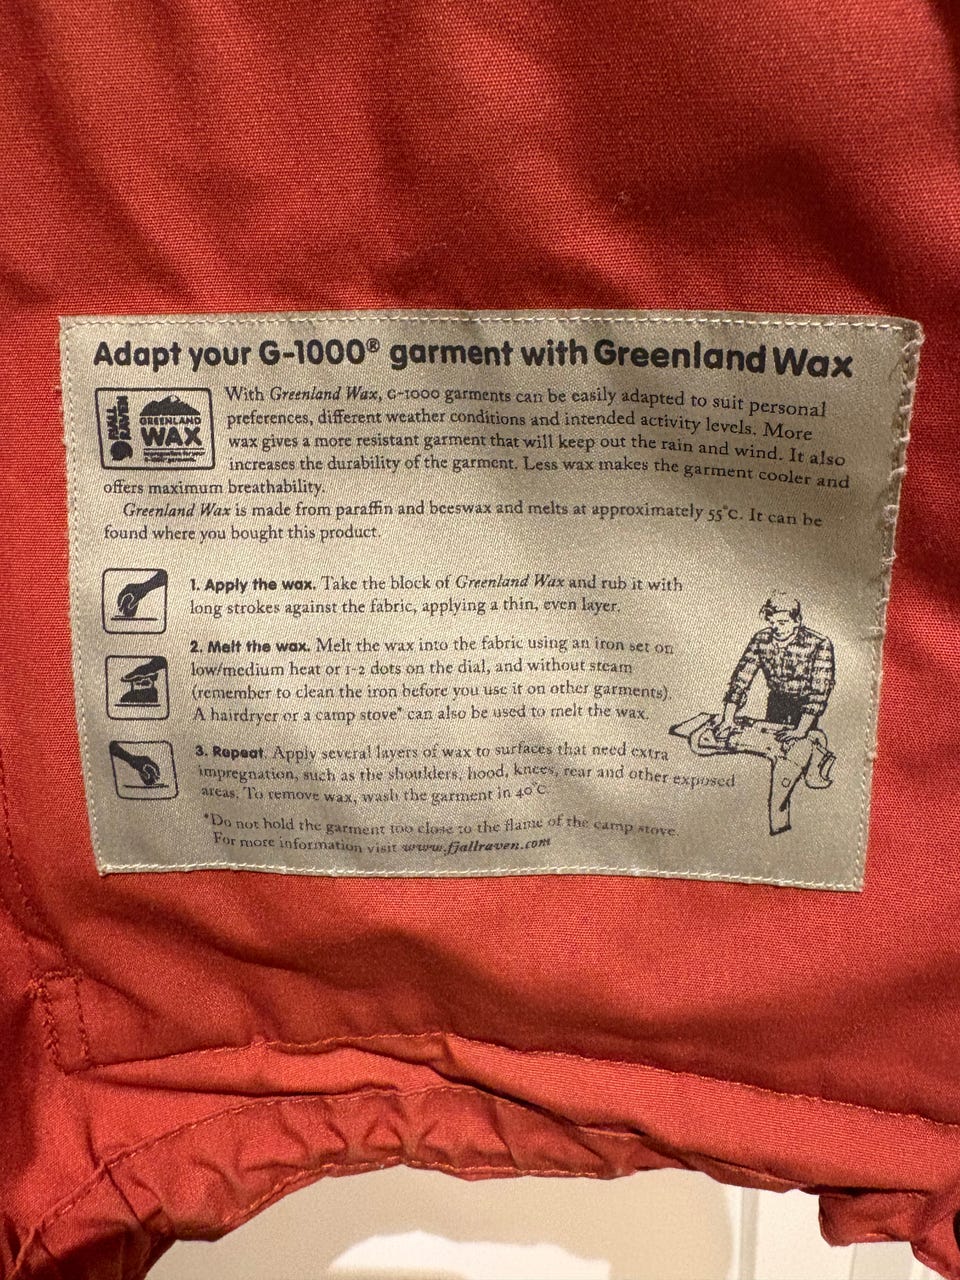 Adapt your G-1000® garment with Greenland Wax
GREENLAND
WAX
With Greenland Wax, G-1000 garments can be easily adapted to suit personal
preferences, different weather conditions and intended activity levels. More
wax gives a more resistant garment that will keep out the rain and wind. It also
increases the durability of the garment. Less wax makes the garment cooler and
offers maximum breathability.
Greenland Wax is made from paraffin and beeswax and melts at approximately 55°C. It can be
found where you bought this product.
1. Apply the wax. Take the block of Greenland Wax and rub it with
long strokes against the fabric, applying a thin, even layer.
2. Melt the wax. Melt the wax into the fabric using an iron set on
low/medium heat or 1-2 dots on the dial, and without steam
(remember to clean the iron before you use it on other garments).
A hairdryer or a camp stove* can also be used to melt the wax.
3. Repeat. Apply several layers of wax to surfaces that need extra
impregnation, such as the shoulders, hood, knees, rear and other exposed
areas. To remove wax, wash the garment in 40°C.
*Do not hold the garment too close to the flame of the camp stove.
For more information visit www.fjallraven.com